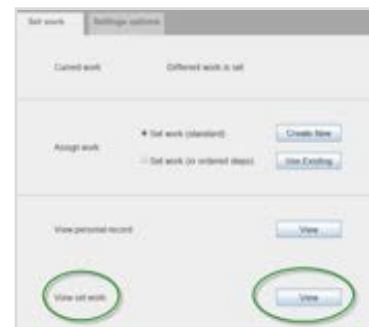 Set work Settings options
Current work Different work is set
Set work (standard) Create New
Assign work
Set work (in ordered steps) Use Existing
View personal record View
View set work View